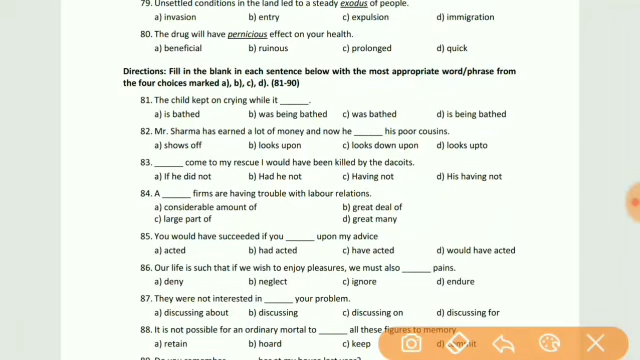 79. Unsettled conditions in the land led to a steady exodus of people.
a) invasion b) entry c) expulsion d) immigration
80. The drug will have pernicious effect on your health.
a) beneficial b) ruinous c) prolonged d) quick
Directions: Fill in the blank in each sentence below with the most appropriate word/phrase from
the four choices marked a), b), c), d). (81-90)
81. The child kept on crying while it ______.
a) is bathed b) was being bathed c) was bathed d) is being bathed
82. Mr. Sharma has earned a lot of money and now he ______ his poor cousins.
a) shows off b) looks upon c) looks down upon d) looks upto
83. ______ come to my rescue I would have been killed by the dacoits.
a) If he did not b) Had he not c) Having not d) His having not
84. A ______ firms are having trouble with labour relations.
a) considerable amount of b) great deal of
c) large part of d) great many
85. You would have succeeded if you ______ upon my advice
a) acted b) had acted c) have acted d) would have acted
86. Our life is such that if we wish to enjoy pleasures, we must also ______ pains.
a) deny b) neglect c) ignore d) endure
87. They were not interested in ______ your problem.
a) discussing about b) discussing c) discussing on d) discussing for
88. It is not possible for an ordinary mortal to ______ all these figures to memory
a) retain b) hoard c) keep d)